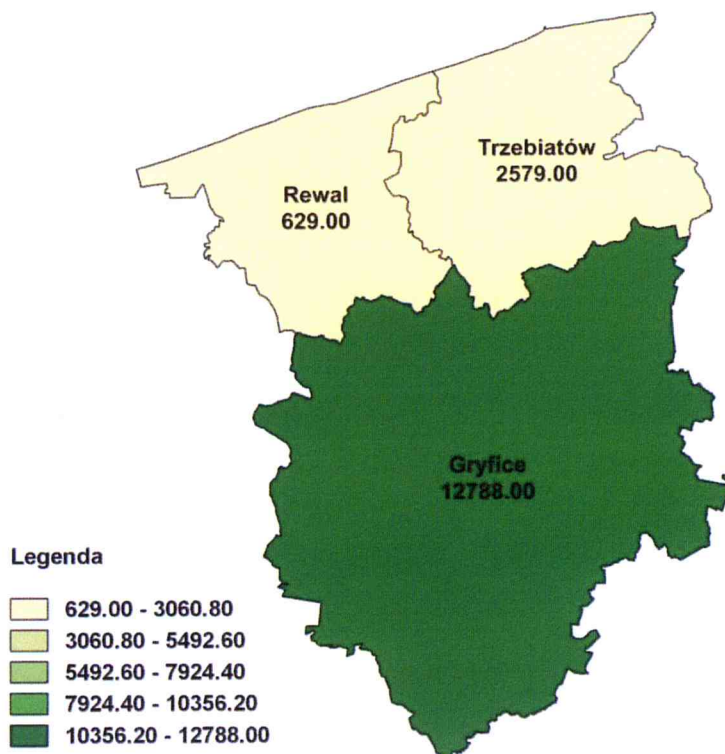 Trzebiatów
2579.00
Rewal
629.00
Gryfice
12788.00
Legenda
629.00 - 3060.80
3060.80 - 5492.60
5492.60 - 7924.40
7924.40 - 10356.20
10356.20 - 12788.00